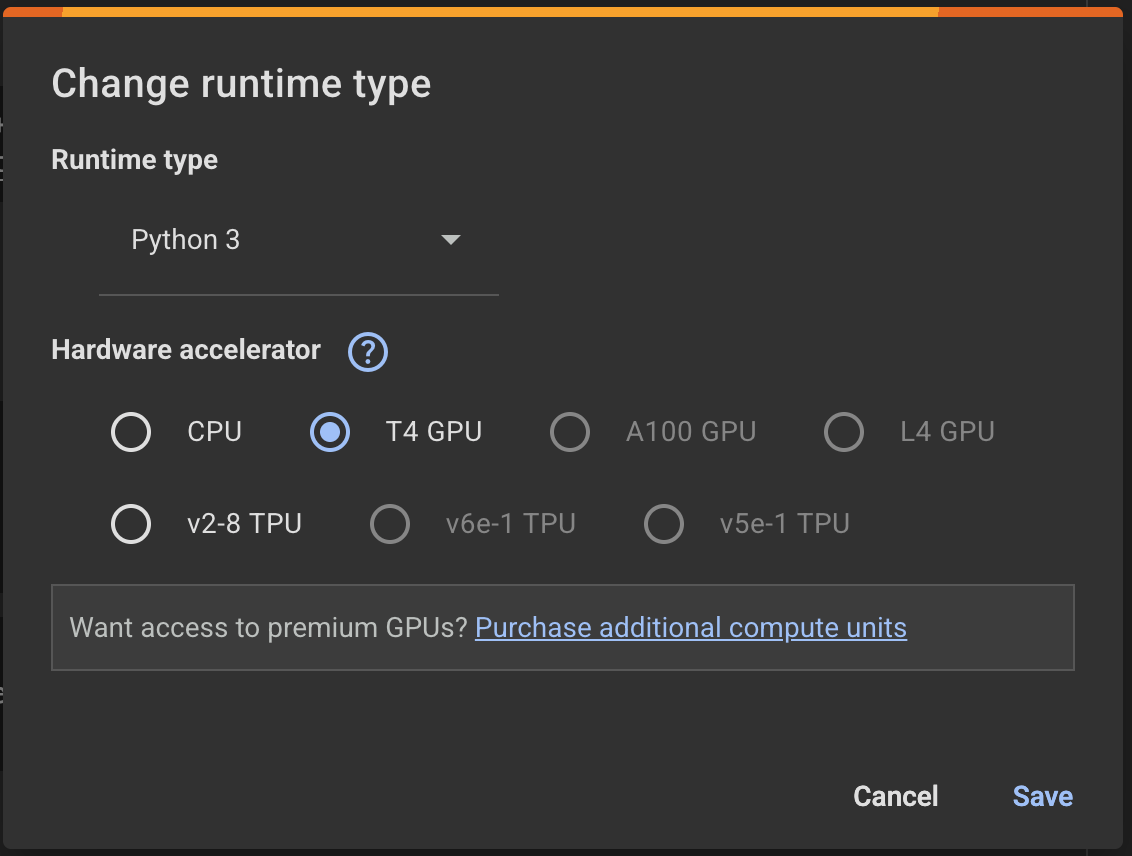 Change runtime type
Runtime type
Python 3
Hardware accelerator ?
CPU T4 GPU A100 GPU L4 GPU
v2-8 TPU v6e-1 TPU v5e-1 TPU
Want access to premium GPUs? Purchase additional compute units
Cancel Save